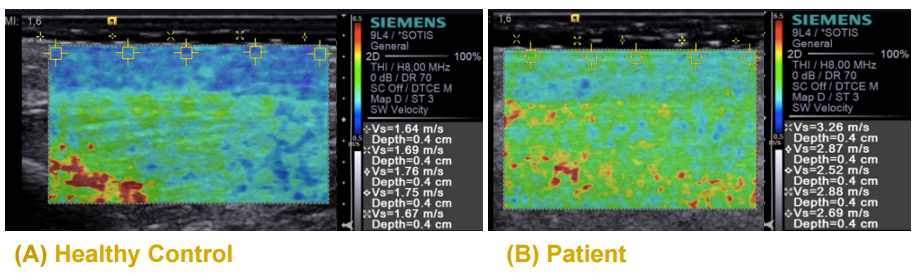 MI: 1,6
6.5
0.5
m/s
SIEMENS
9L4 / *SOTIS
General
2D 100%
THI / H8,00 MHz
0 dB / DR 70
SC Off / DTCE M
Map D / ST 3
SW Velocity
Vs=1.64 m/s
Depth=0.4 cm
Vs=1.69 m/s
Depth=0.4 cm
Vs=1.76 m/s
Depth=0.4 cm
Vs=1.75 m/s
Depth=0.4 cm
Vs=1.67 m/s
Depth=0.4 cm
(A) Healthy Control
1,6
6.5
0.5
m/s
SIEMENS
9L4 / *SOTIS
General
2D 100%
THI / H8,00 MHz
0 dB / DR 70
SC Off / DTCE M
Map D / ST 3
SW Velocity
Vs=3.26 m/s
Depth=0.4 cm
Vs=2.87 m/s
Depth=0.4 cm
Vs=2.52 m/s
Depth=0.4 cm
Vs=2.88 m/s
Depth=0.4 cm
Vs=2.69 m/s
Depth=0.4 cm
(B) Patient